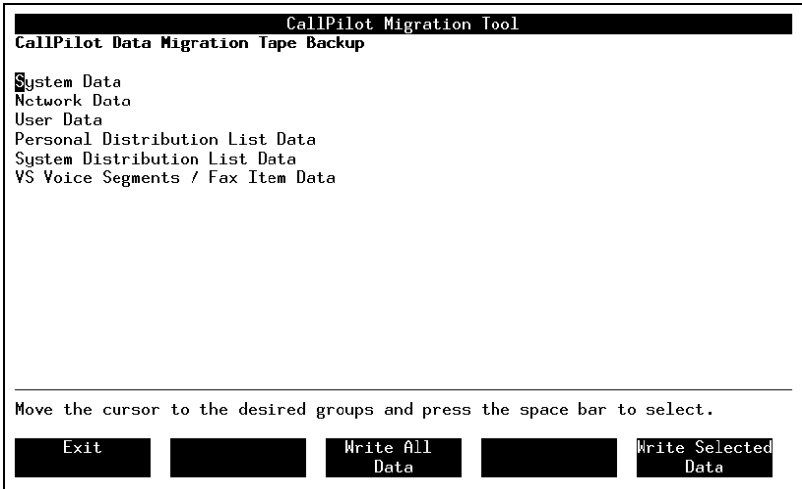 CallPilot Migration Tool
CallPilot Data Migration Tape Backup
System Data
Network Data
User Data
Personal Distribution List Data
System Distribution List Data
VS Voice Segments / Fax Item Data
Move the cursor to the desired groups and press the space bar to select.
Exit
Write All
Data
Write Selected
Data